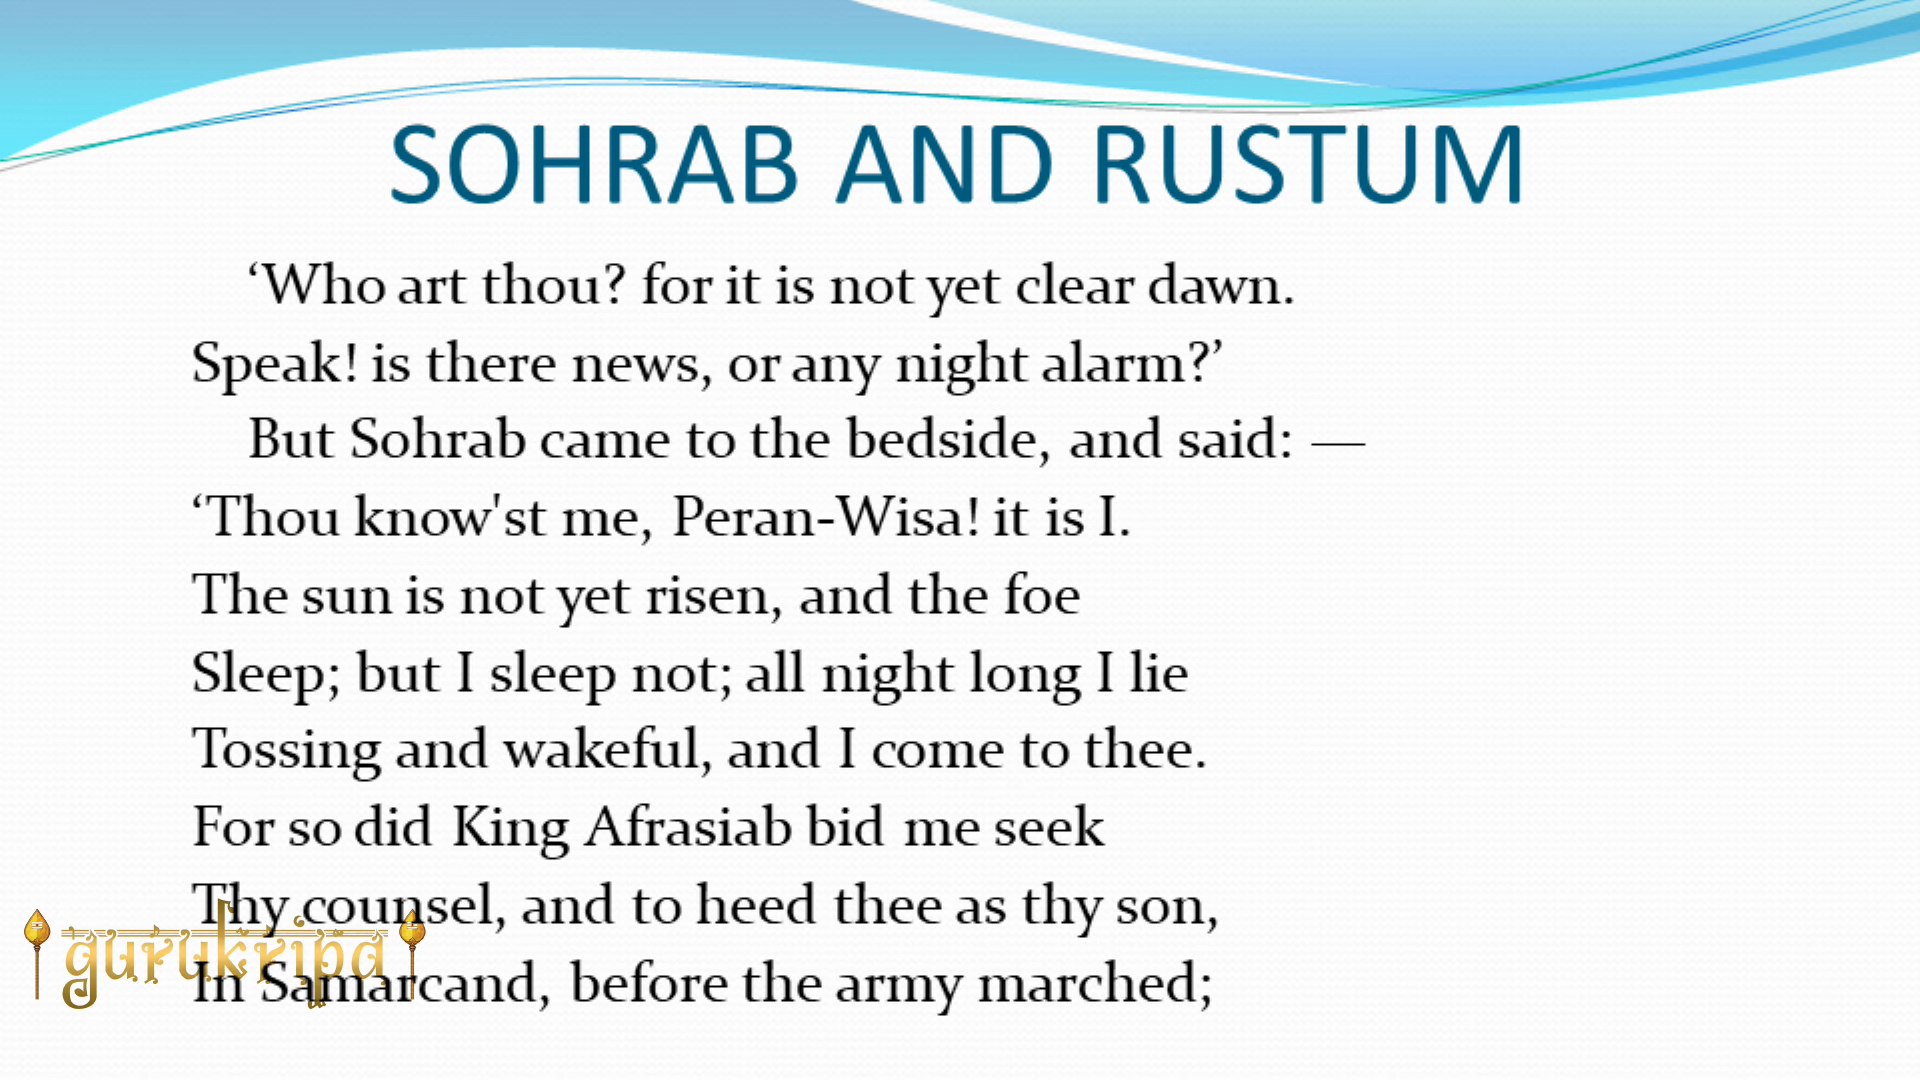 SOHRAB AND RUSTUM
‘Who art thou? for it is not yet clear dawn.
Speak! is there news, or any night alarm?’
But Sohrab came to the bedside, and said: —
‘Thou know'st me, Peran-Wisa! it is I.
The sun is not yet risen, and the foe
Sleep; but I sleep not; all night long I lie
Tossing and wakeful, and I come to thee.
For so did King Afrasiab bid me seek
Thy counsel, and to heed thee as thy son,
In Samarcand, before the army marched;
gurukripa